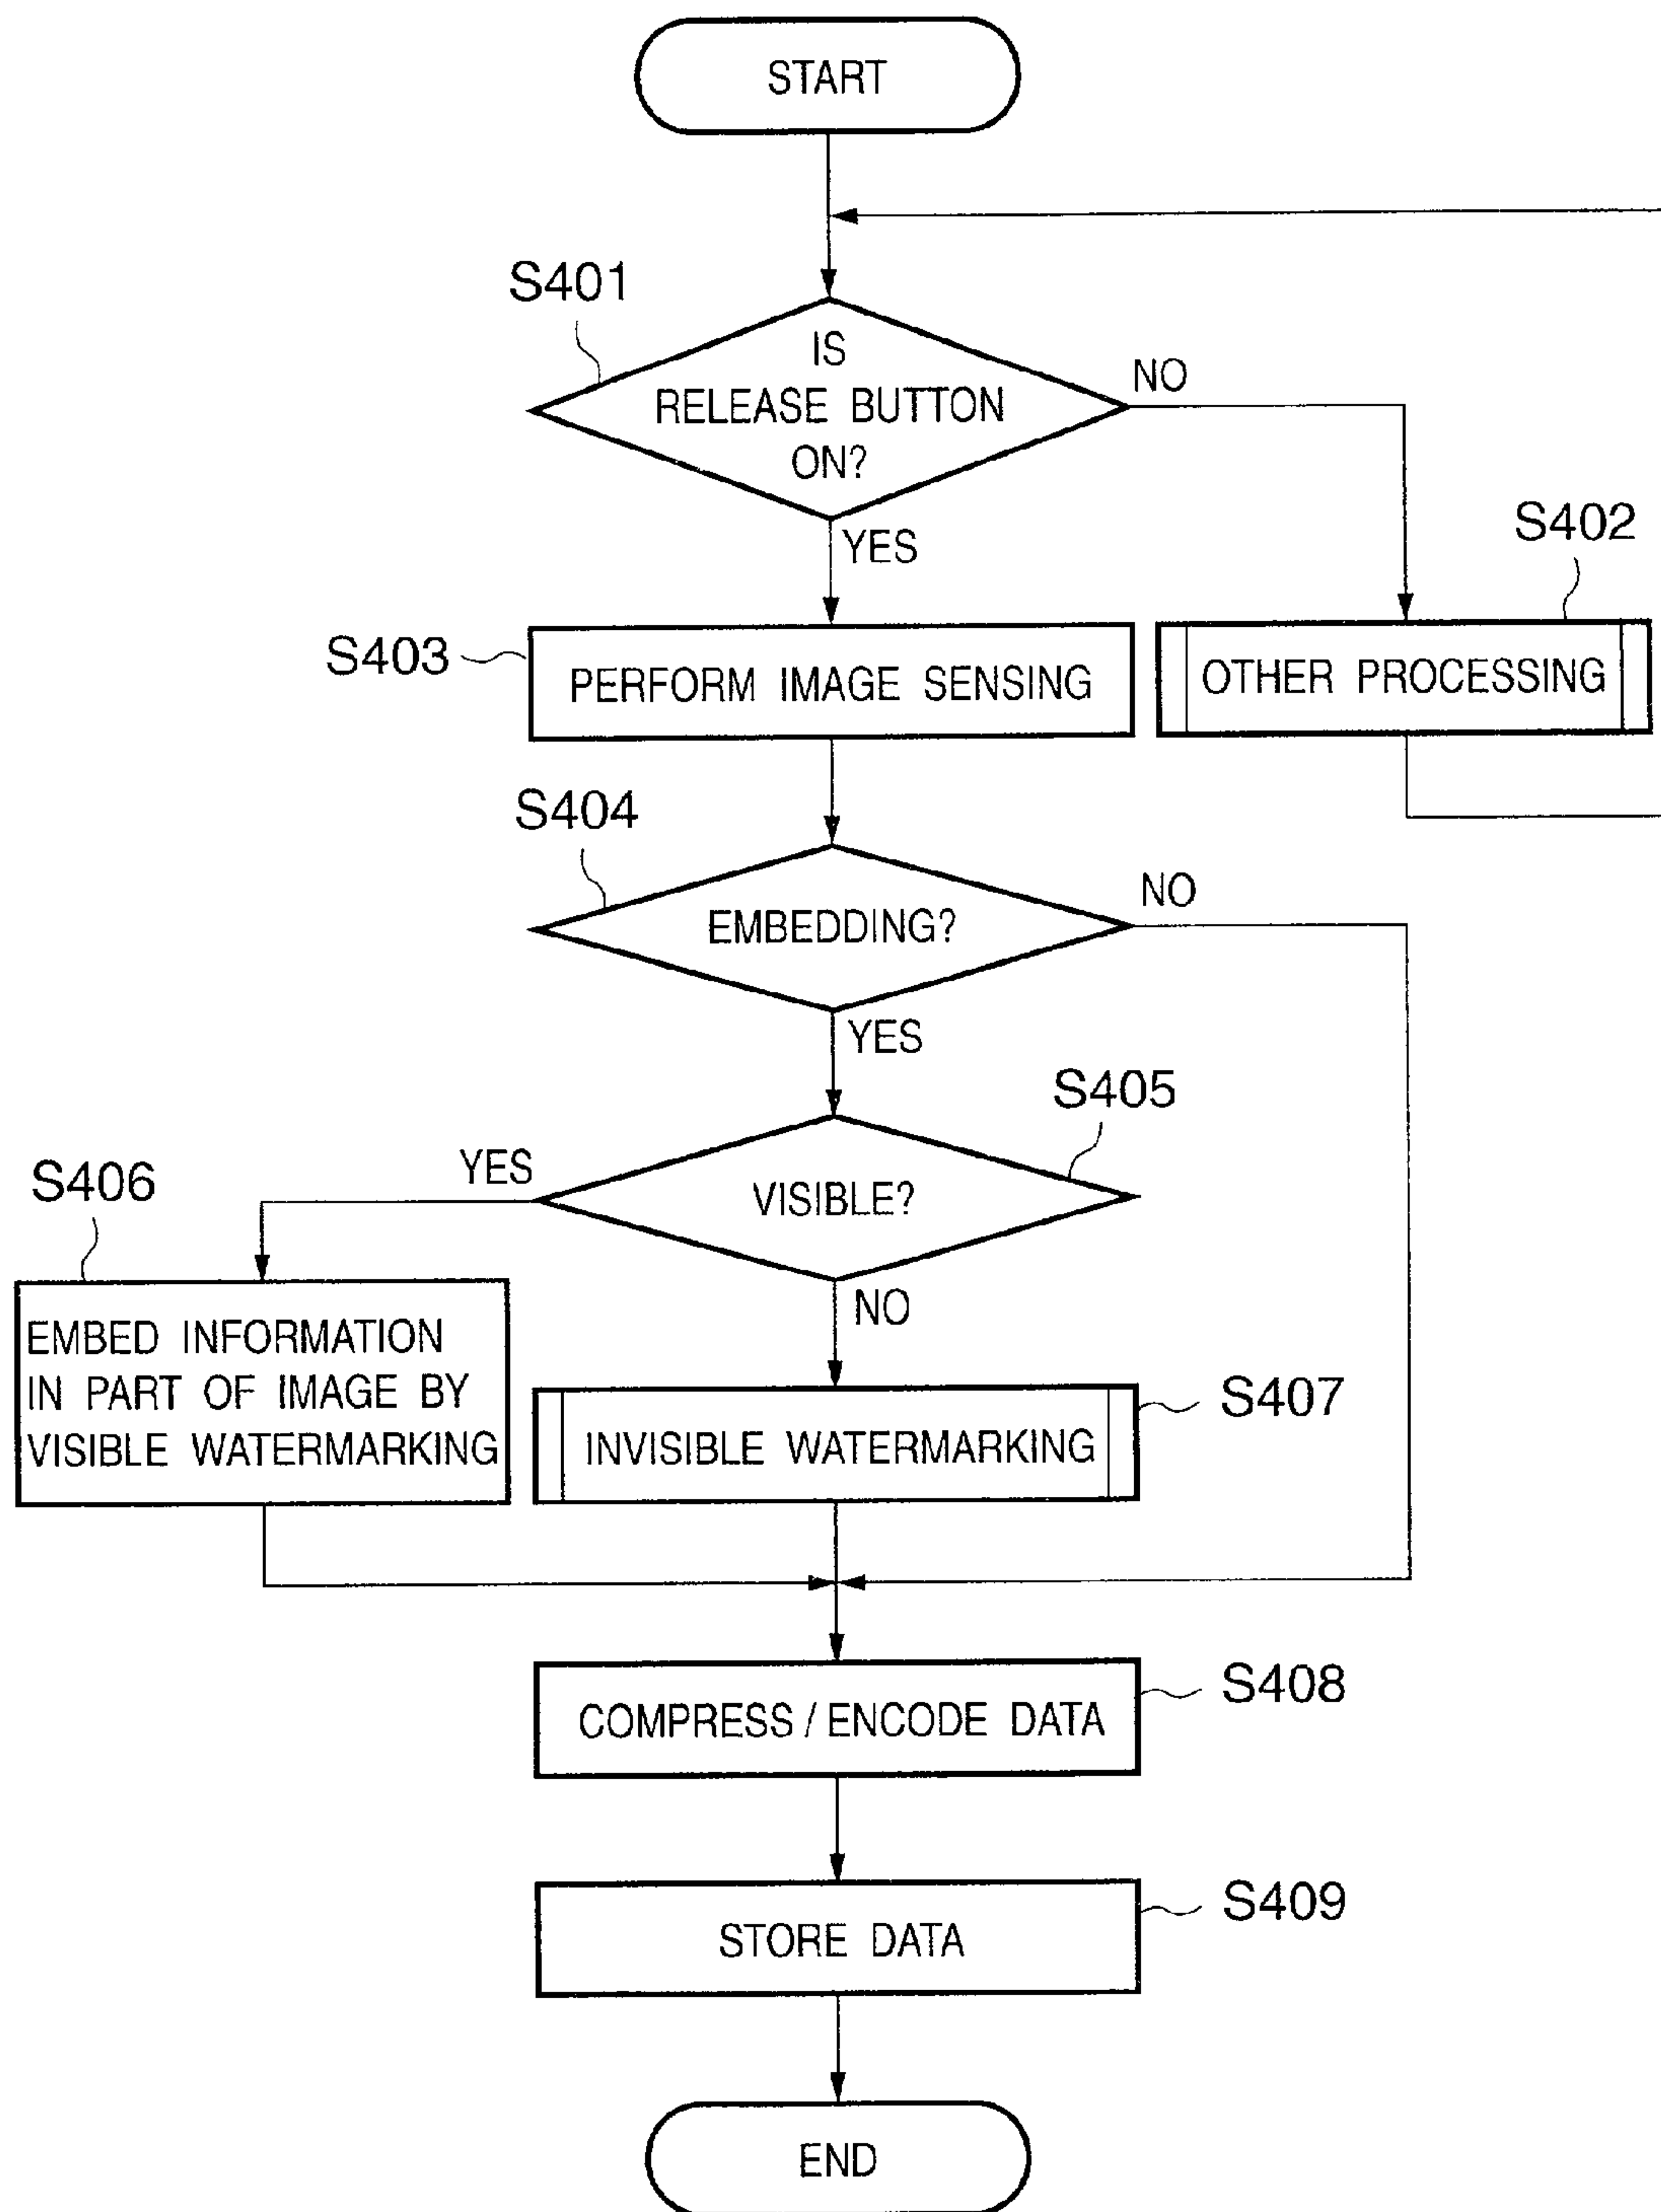 START
S401
IS
RELEASE BUTTON
ON?
NO
YES
S402
S403
PERFORM IMAGE SENSING
OTHER PROCESSING
S404
EMBEDDING?
NO
YES
S405
VISIBLE?
YES
NO
S406
EMBED INFORMATION
IN PART OF IMAGE BY
VISIBLE WATERMARKING
S407
INVISIBLE WATERMARKING
S408
COMPRESS / ENCODE DATA
S409
STORE DATA
END